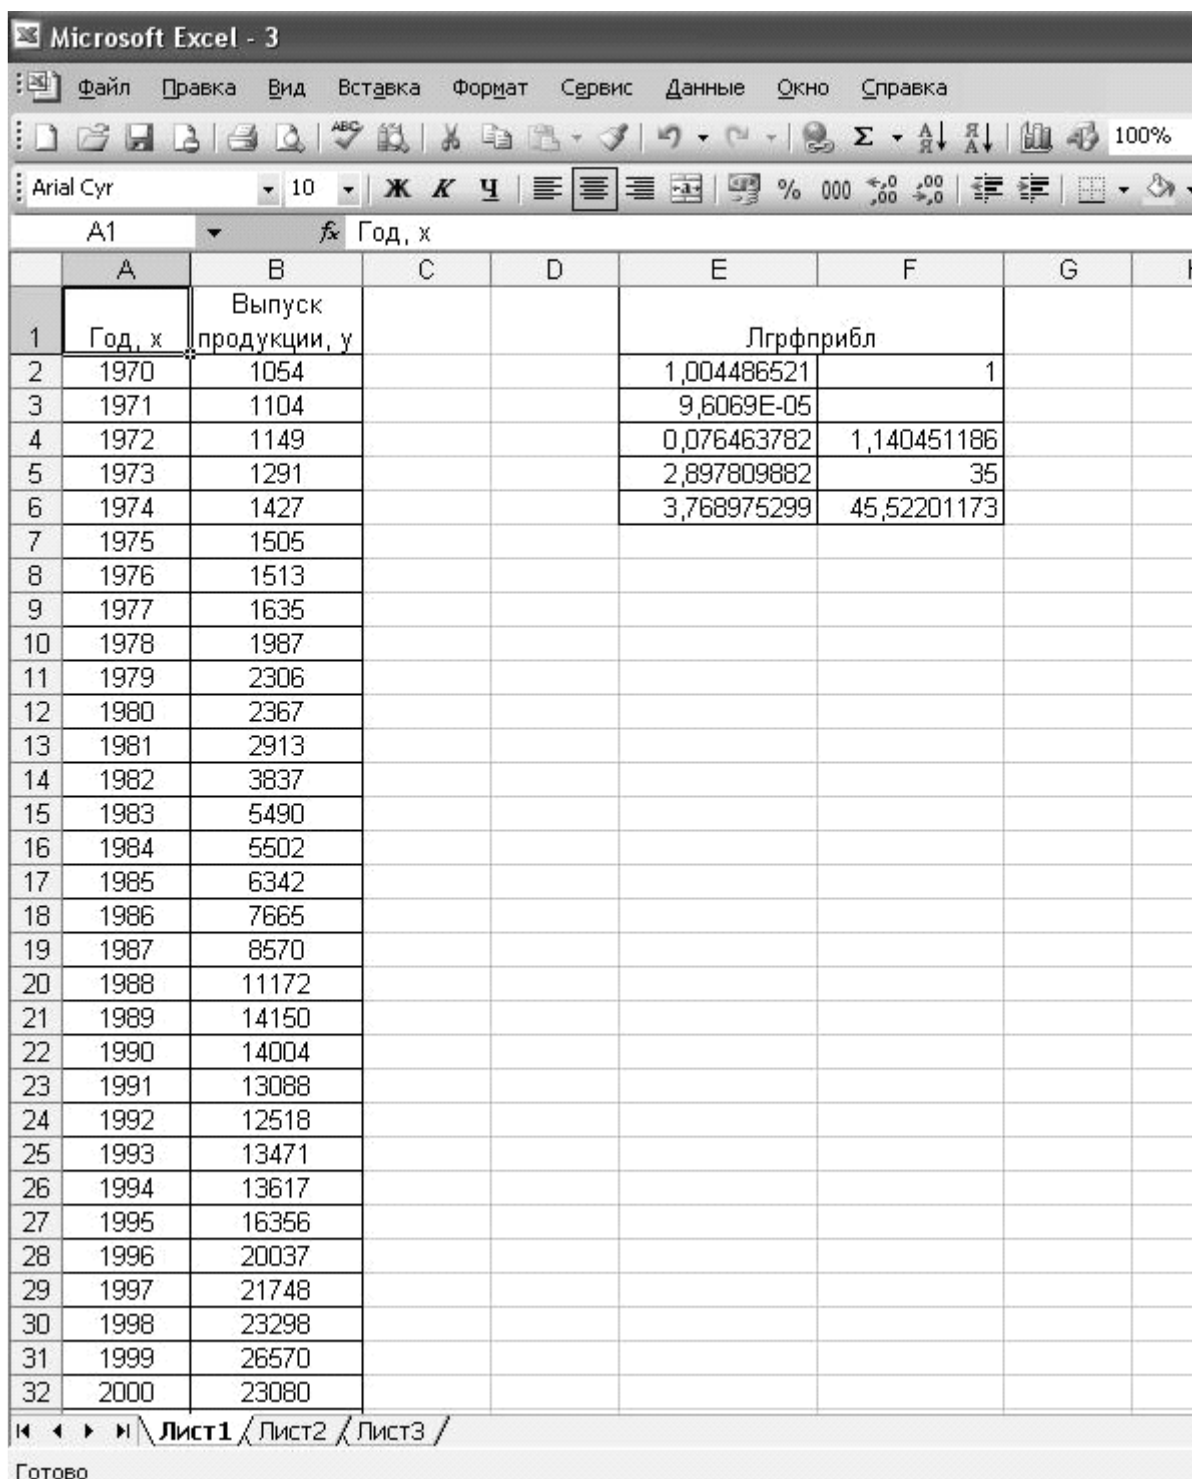 Microsoft Excel - 3
Файл Правка Вид Вставка Формат Сервис Данные Окно Справка
100%
Arial Cyr 10 Ж К Ч % 000
A1 fx Год, x
A B C D E F G H
Выпуск
1 Год, x продукции, y Лгрфприбл
2 1970 1054 1,004486521 1
3 1971 1104 9,6069E-05
4 1972 1149 0,076463782 1,140451186
5 1973 1291 2,897809882 35
6 1974 1427 3,768975299 45,52201173
7 1975 1505
8 1976 1513
9 1977 1635
10 1978 1987
11 1979 2306
12 1980 2367
13 1981 2913
14 1982 3837
15 1983 5490
16 1984 5502
17 1985 6342
18 1986 7665
19 1987 8570
20 1988 11172
21 1989 14150
22 1990 14004
23 1991 13088
24 1992 12518
25 1993 13471
26 1994 13617
27 1995 16356
28 1996 20037
29 1997 21748
30 1998 23298
31 1999 26570
32 2000 23080
Лист1 Лист2 Лист3
Готово